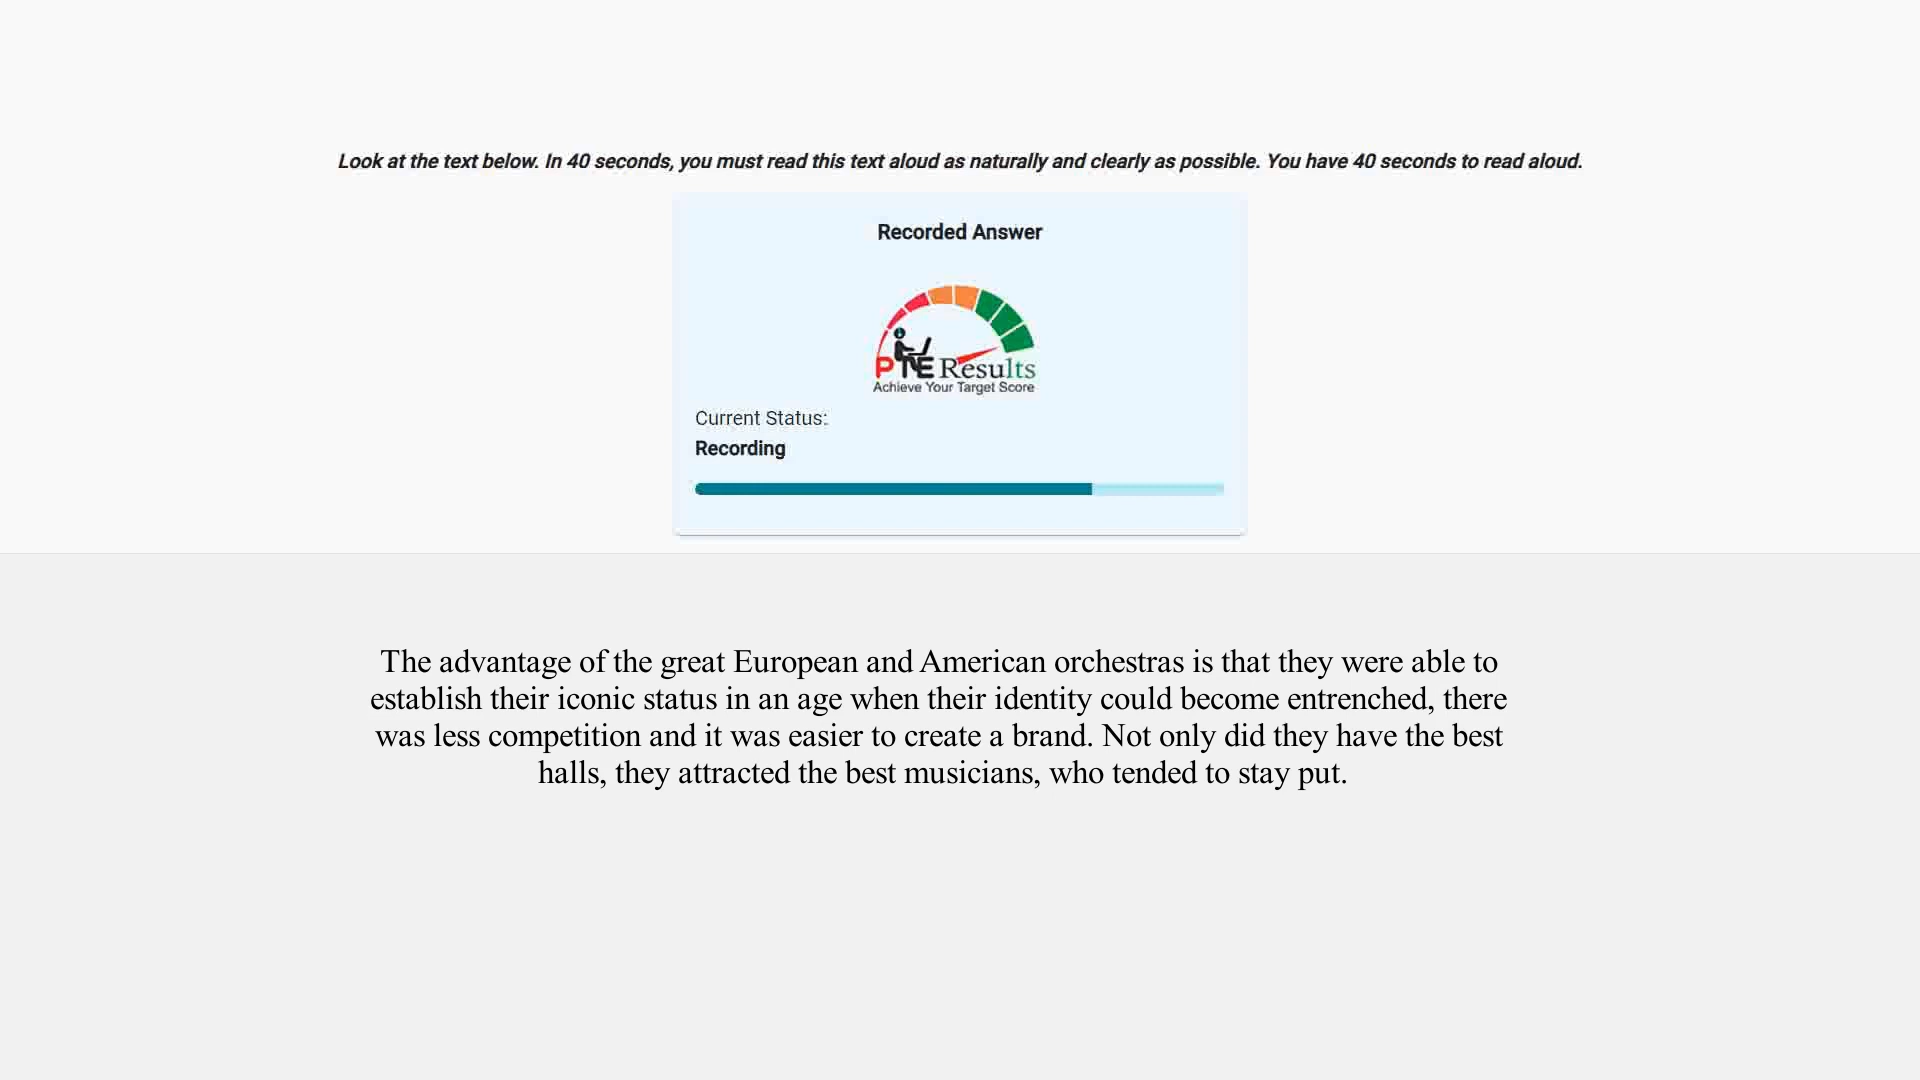 Look at the text below. In 40 seconds, you must read this text aloud as naturally and clearly as possible. You have 40 seconds to read aloud.
Recorded Answer
PTE Results
Achieve Your Target Score
Current Status:
Recording
The advantage of the great European and American orchestras is that they were able to
establish their iconic status in an age when their identity could become entrenched, there
was less competition and it was easier to create a brand. Not only did they have the best
halls, they attracted the best musicians, who tended to stay put.